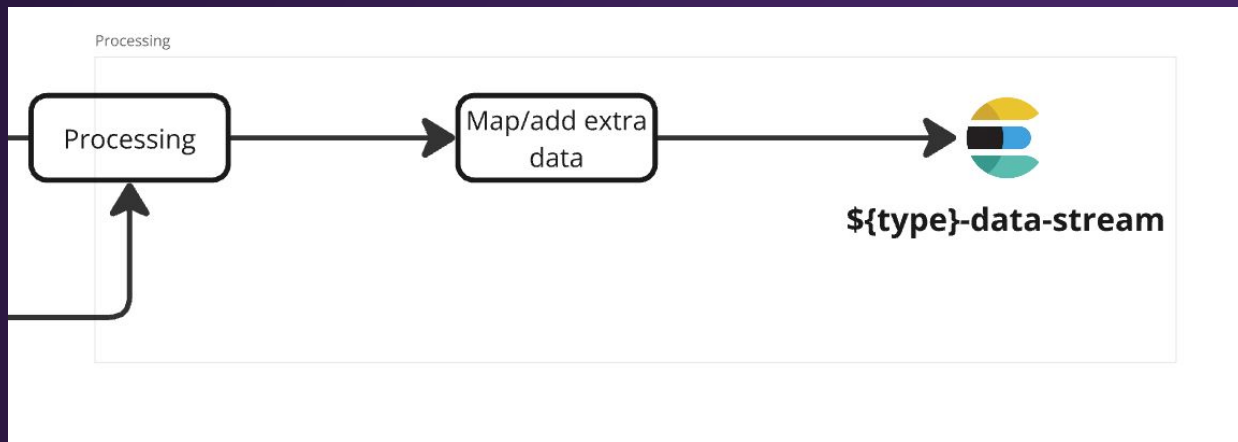 Processing
Processing
Map/add extra
data
${type}-data-stream